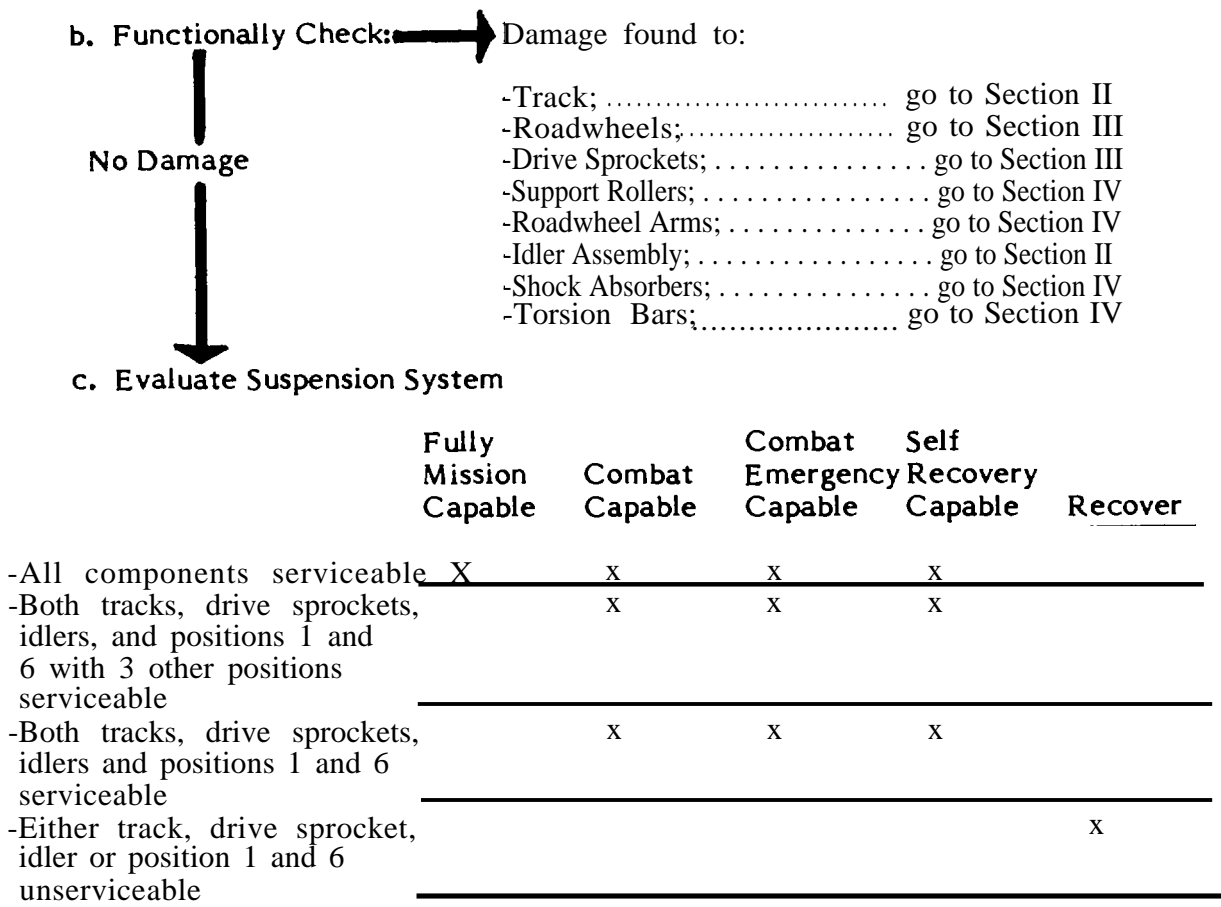 b. Functionally Check: Damage found to:
-Track; ............................. go to Section II
-Roadwheels;...................... go to Section III
No Damage
-Drive Sprockets; . . . . . . . . . . . . . . . . go to Section III
-Support Rollers; . . . . . . . . . . . . . . . . . go to Section IV
-Roadwheel Arms; . . . . . . . . . . . . . . . go to Section IV
-Idler Assembly; . . . . . . . . . . . . . . . . . . go to Section II
-Shock Absorbers; . . . . . . . . . . . . . . . . go to Section IV
-Torsion Bars;...................... go to Section IV
c. Evaluate Suspension System
Fully Combat Self
Mission Combat Emergency Recovery
Capable Capable Capable Capable Recover
-All components serviceable X x x x
-Both tracks, drive sprockets, x x x
idlers, and positions 1 and
6 with 3 other positions
serviceable
-Both tracks, drive sprockets, x x x
idlers and positions 1 and 6
serviceable
-Either track, drive sprocket, x
idler or position 1 and 6
unserviceable